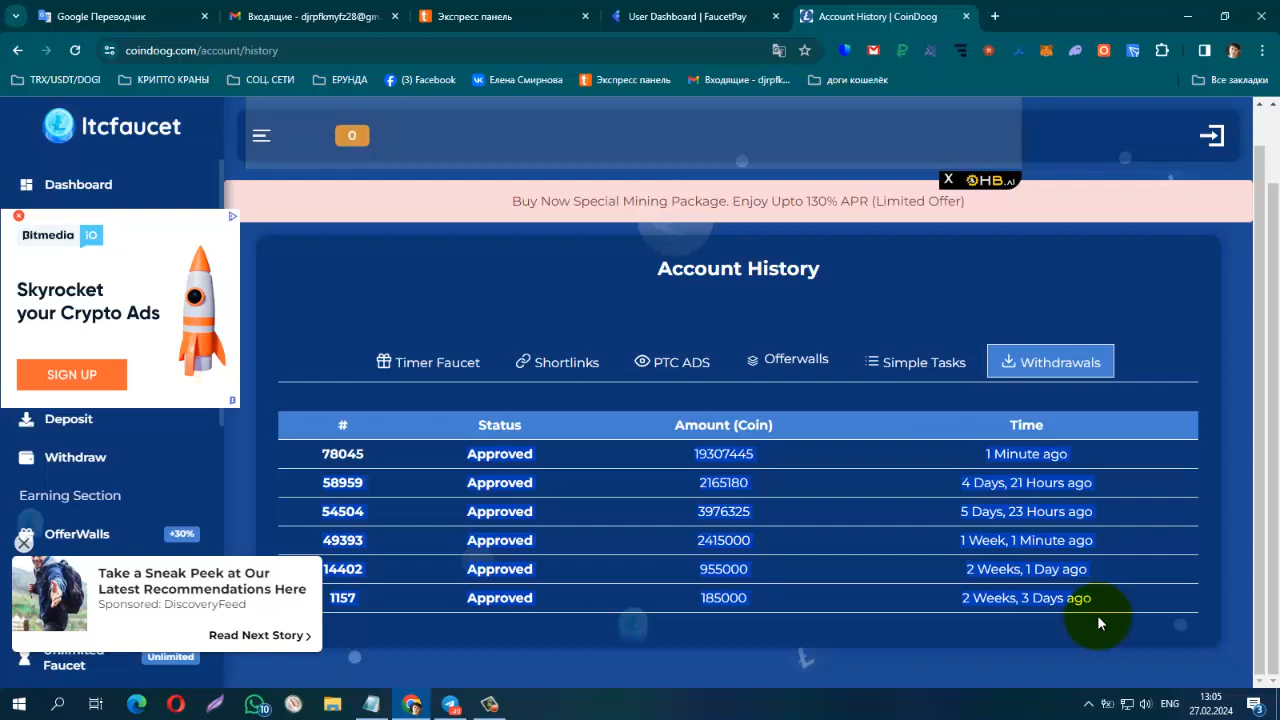 Google Переводчик
Входящие - djrpfkmyfz28@gm
Экспресс панель
User Dashboard | FaucetPay
Account History | CoinDoog
coindoog.com/account/history
TRX/USDT/DOGI
КРИПТО КРАНЫ
СОЦ. СЕТИ
ЕРУНДА
(3) Facebook
Елена Смирнова
Экспресс панель
Входящие - djrpfk...
доги кошелёк
Все закладки
ltcfaucet
0
Dashboard
X HB.AI
Buy Now Special Mining Package. Enjoy Upto 130% APR (Limited Offer)
Bitmedia IO
Skyrocket
your Crypto Ads
SIGN UP
Deposit
Withdraw
Earning Section
OfferWalls +30%
Take a Sneak Peek at Our
Latest Recommendations Here
Sponsored: DiscoveryFeed
Read Next Story
Faucet Unlimited
Account History
Timer Faucet Shortlinks PTC ADS Offerwalls Simple Tasks Withdrawals
# Status Amount (Coin) Time
78045 Approved 19307445 1 Minute ago
58959 Approved 2165180 4 Days, 21 Hours ago
54504 Approved 3976325 5 Days, 23 Hours ago
49393 Approved 2415000 1 Week, 1 Minute ago
14402 Approved 955000 2 Weeks, 1 Day ago
1157 Approved 185000 2 Weeks, 3 Days ago
10
49
ENG
13:05
27.02.2024
3